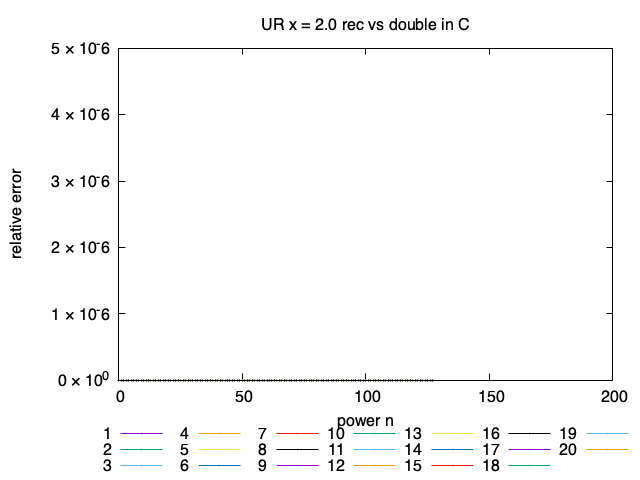 UR x = 2.0 rec vs double in C
5 × 10-6
4 × 10-6
3 × 10-6
2 × 10-6
1 × 10-6
0 × 10^0
relative error
0 50 100 150 200
power n
1 4 7 10 13 16 19
2 5 8 11 14 17 20
3 6 9 12 15 18